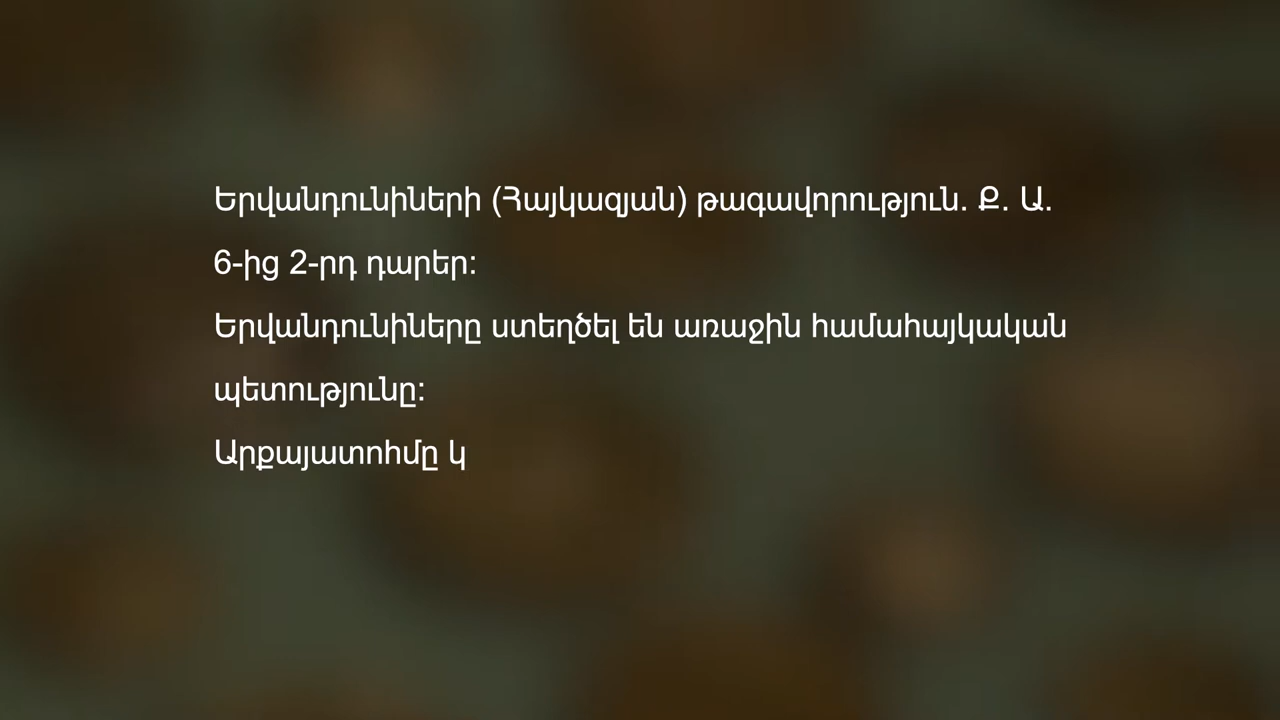 Երվանդունիների (Հայկազյան) թագավորություն. Ք. Ա.
6-ից 2-րդ դարեր:
Երվանդունիները ստեղծել են առաջին համահայկական
պետությունը:
Արքայատոհմը կ